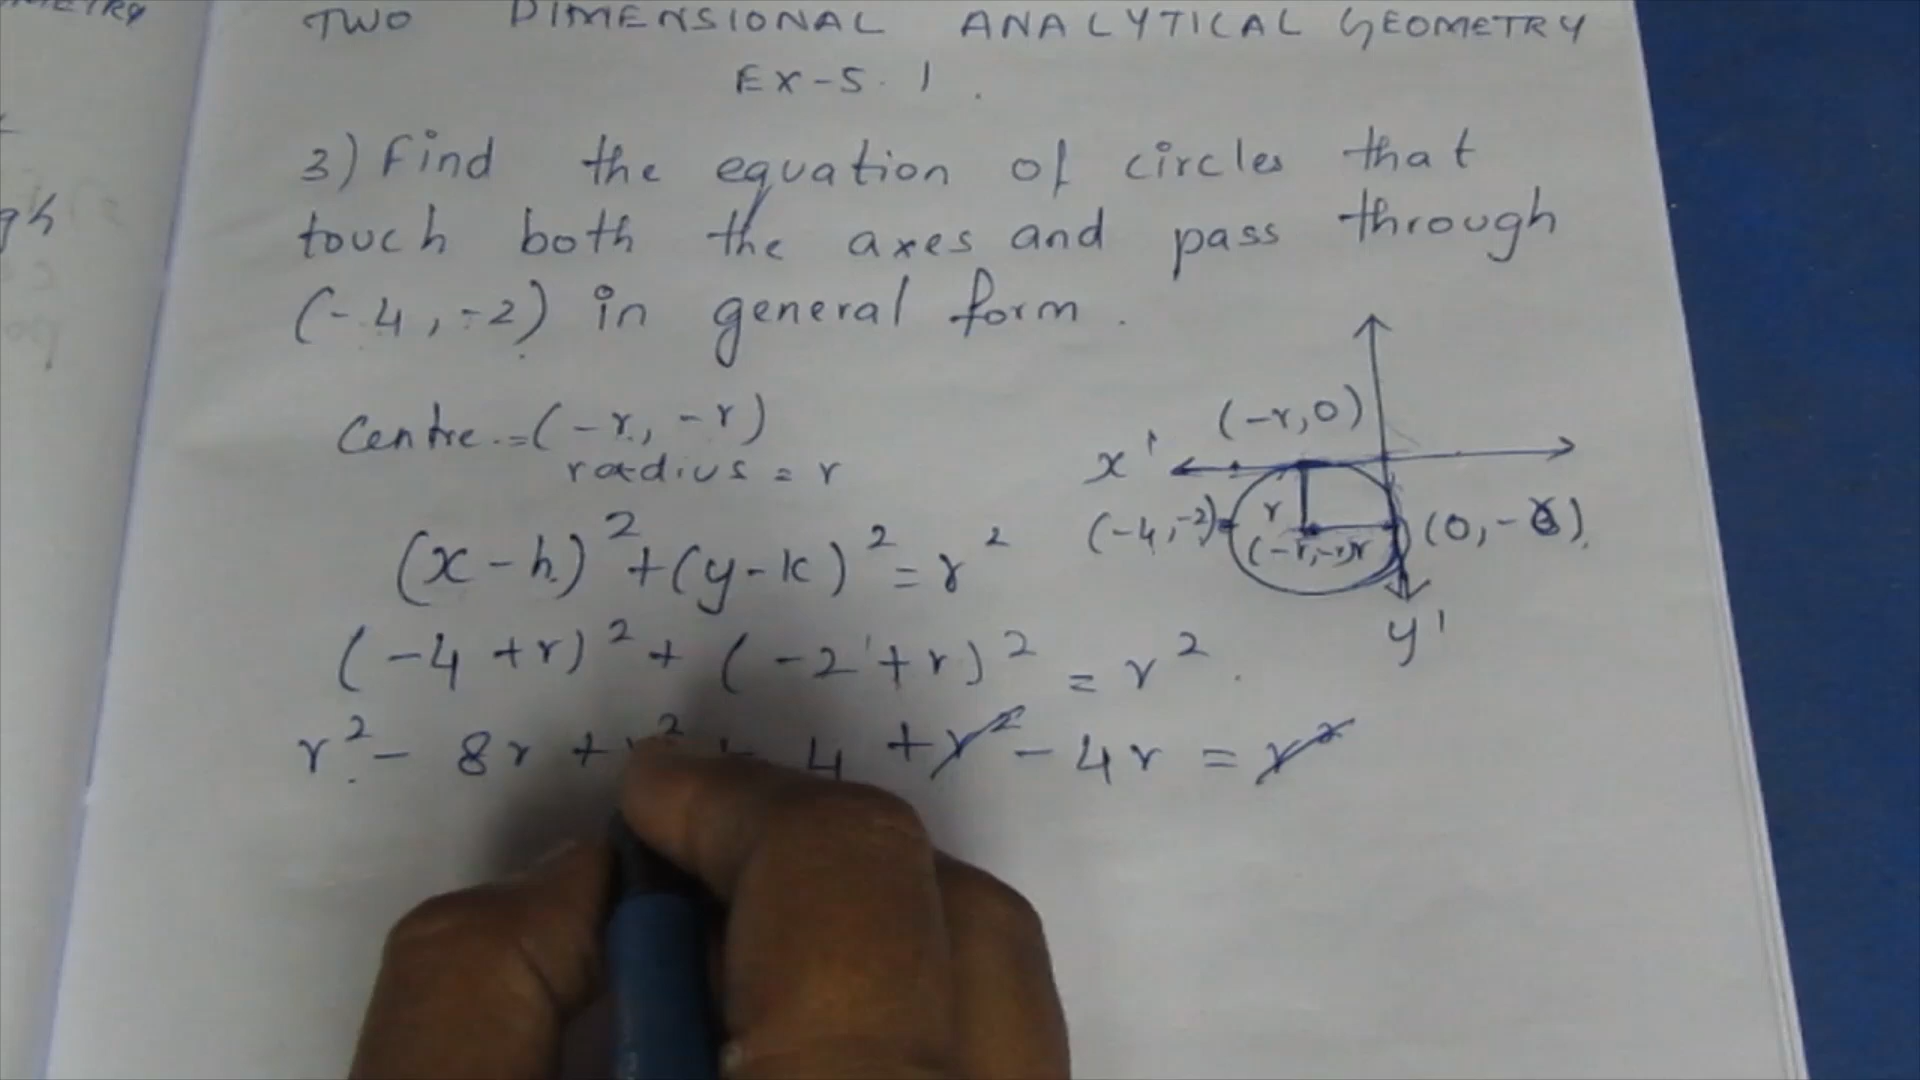 TWO DIMENSIONAL ANALYTICAL GEOMETRY
EX-5.1.
3) Find the equation of circles that
touch both the axes and pass through
(-4,-2) in general form.
Centre = (-r, -r)
radius = r
(x-h)²+(y-k)²=r²
(-4+r)²+(-2+r)²=r².
r²- 8r + 4 +r²-4r = r²
(-r,0)
x'
(-4,-2)
r
(-r,-r)r
(0,-
y'